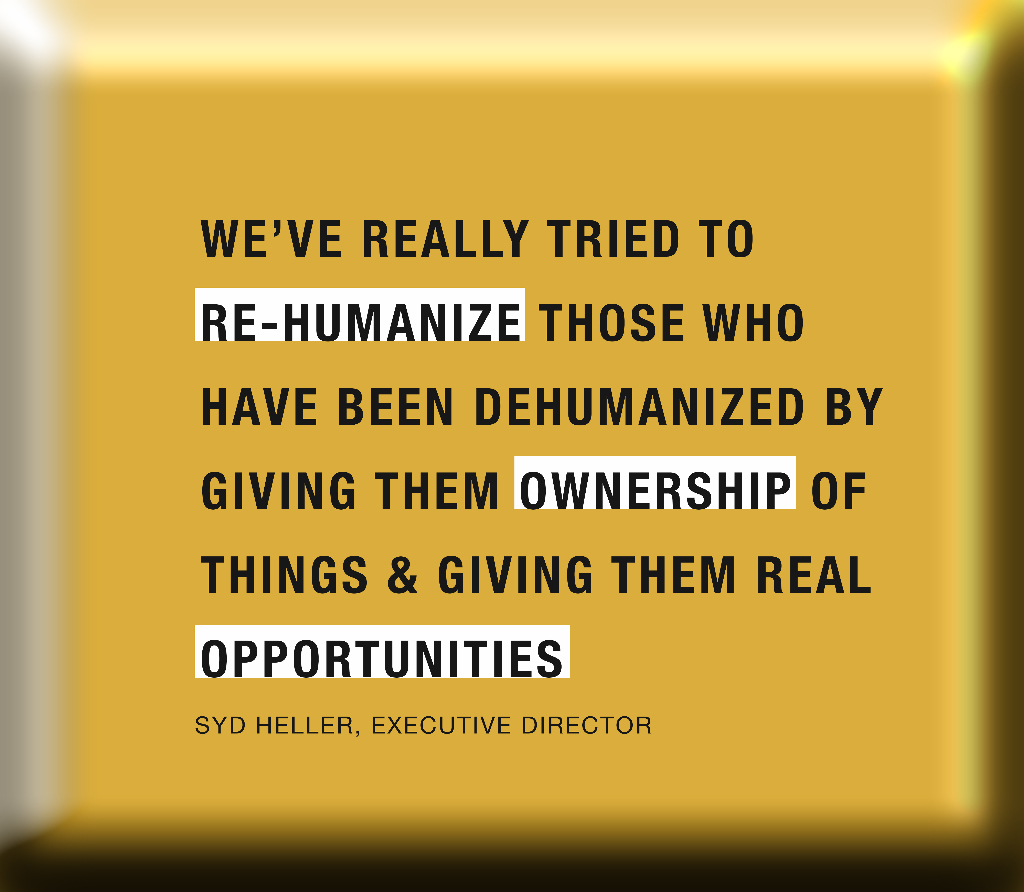 WE’VE REALLY TRIED TO
RE-HUMANIZE THOSE WHO
HAVE BEEN DEHUMANIZED BY
GIVING THEM OWNERSHIP OF
THINGS & GIVING THEM REAL
OPPORTUNITIES
SYD HELLER, EXECUTIVE DIRECTOR